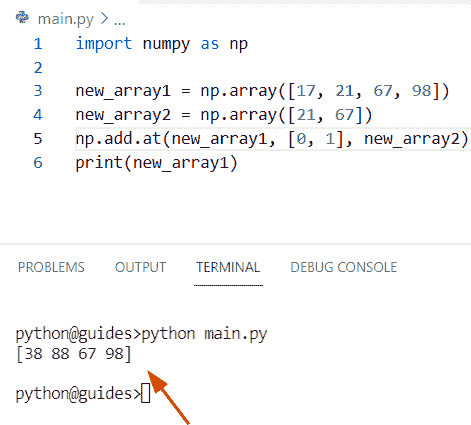 main.py > ...
1 import numpy as np
2
3 new_array1 = np.array([17, 21, 67, 98])
4 new_array2 = np.array([21, 67])
5 np.add.at(new_array1, [0, 1], new_array2)
6 print(new_array1)
PROBLEMS OUTPUT TERMINAL DEBUG CONSOLE
python@guides>python main.py
[38 88 67 98]
python@guides>